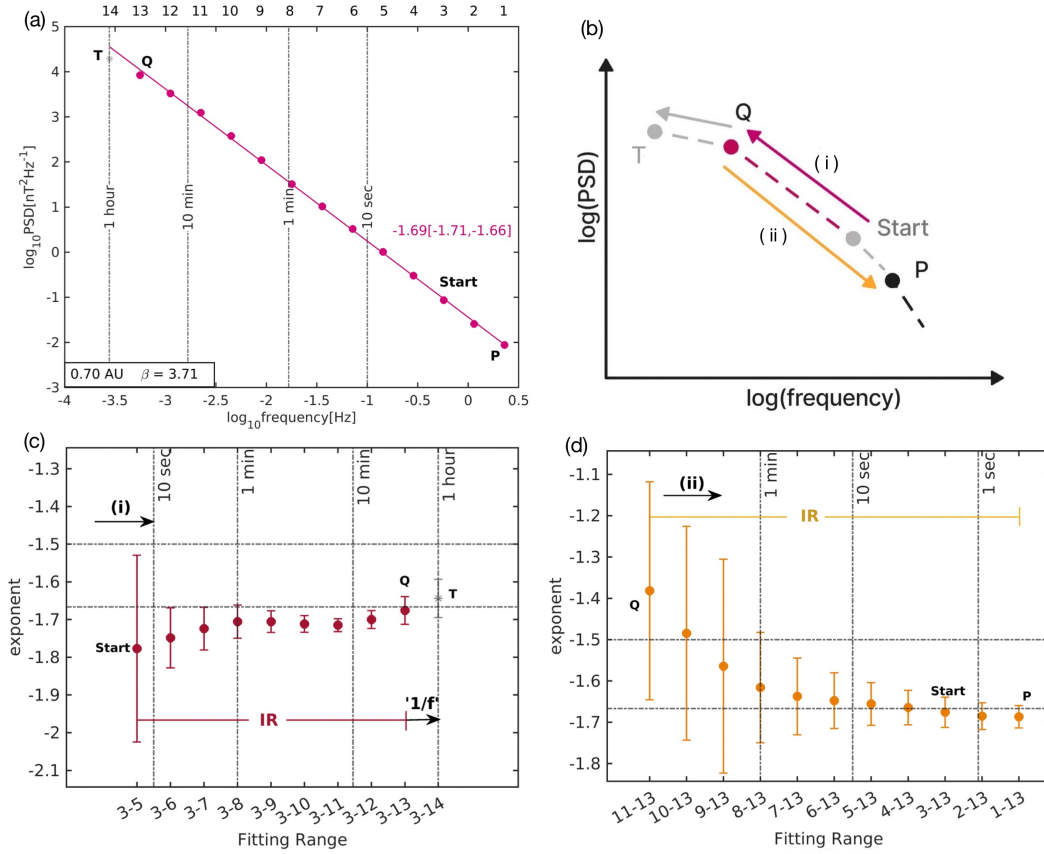 (a)
14 13 12 11 10 9 8 7 6 5 4 3 2 1
5
4
3
2
1
0
-1
-2
-3
log10PSD[nT2Hz-1]
T
Q
1 hour
10 min
1 min
10 sec
-1.69[-1.71,-1.66]
Start
P
0.70 AU β = 3.71
-4 -3.5 -3 -2.5 -2 -1.5 -1 -0.5 0 0.5
log10frequency[Hz]
(b)
log(PSD)
Q
T
(i)
Start
(ii)
P
log(frequency)
(c)
-1.3
-1.4
-1.5
-1.6
-1.7
-1.8
-1.9
-2
-2.1
exponent
(i)
10 sec
1 min
10 min
1 hour
Q
T
Start
IR
'1/f'
3-5 3-6 3-7 3-8 3-9 3-10 3-11 3-12 3-13 3-14
Fitting Range
(d)
-1.1
-1.2
-1.3
-1.4
-1.5
-1.6
-1.7
-1.8
exponent
(ii)
1 min
10 sec
1 sec
IR
Q
Start
P
11-13 10-13 9-13 8-13 7-13 6-13 5-13 4-13 3-13 2-13 1-13
Fitting Range